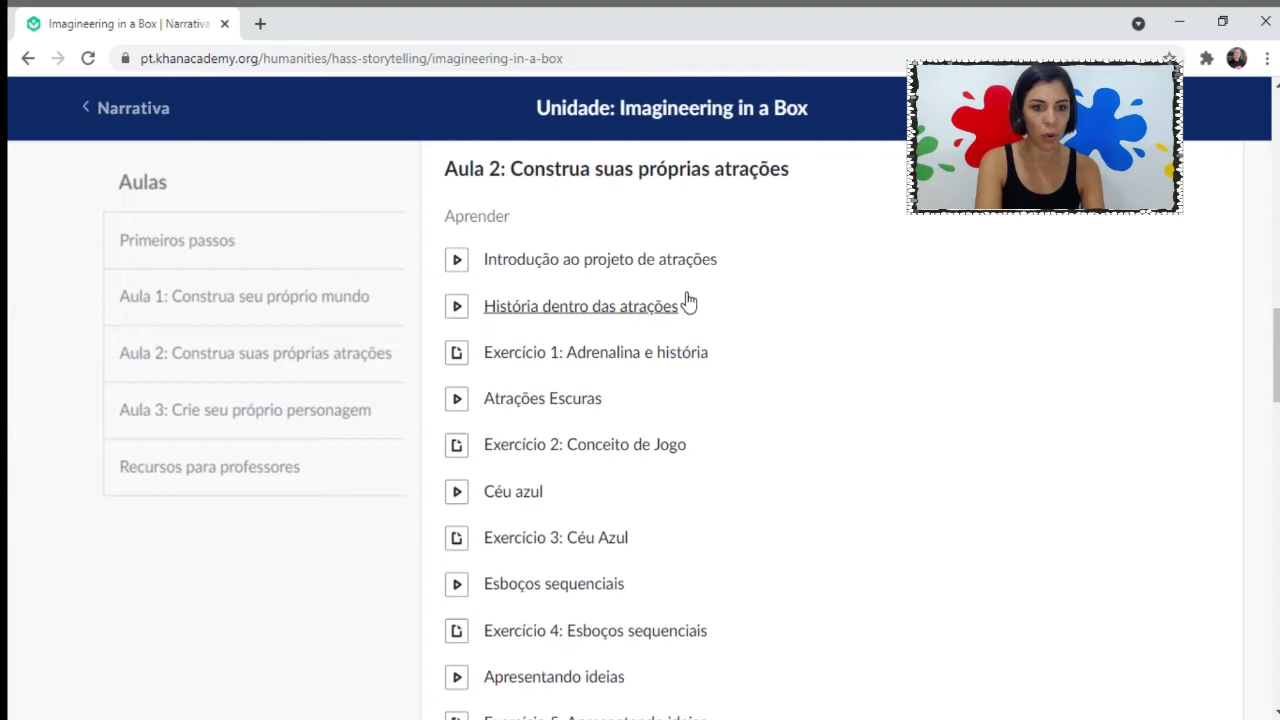 Imagineering in a Box | Narrativa
pt.khanacademy.org/humanities/hass-storytelling/imagineering-in-a-box
Narrativa
Unidade: Imagineering in a Box
Aulas
Primeiros passos
Aula 1: Construa seu próprio mundo
Aula 2: Construa suas próprias atrações
Aula 3: Crie seu próprio personagem
Recursos para professores
Aula 2: Construa suas próprias atrações
Aprender
Introdução ao projeto de atrações
História dentro das atrações
Exercício 1: Adrenalina e história
Atrações Escuras
Exercício 2: Conceito de Jogo
Céu azul
Exercício 3: Céu Azul
Esboços sequenciais
Exercício 4: Esboços sequenciais
Apresentando ideias
Exercício 5: Apresentando ideias